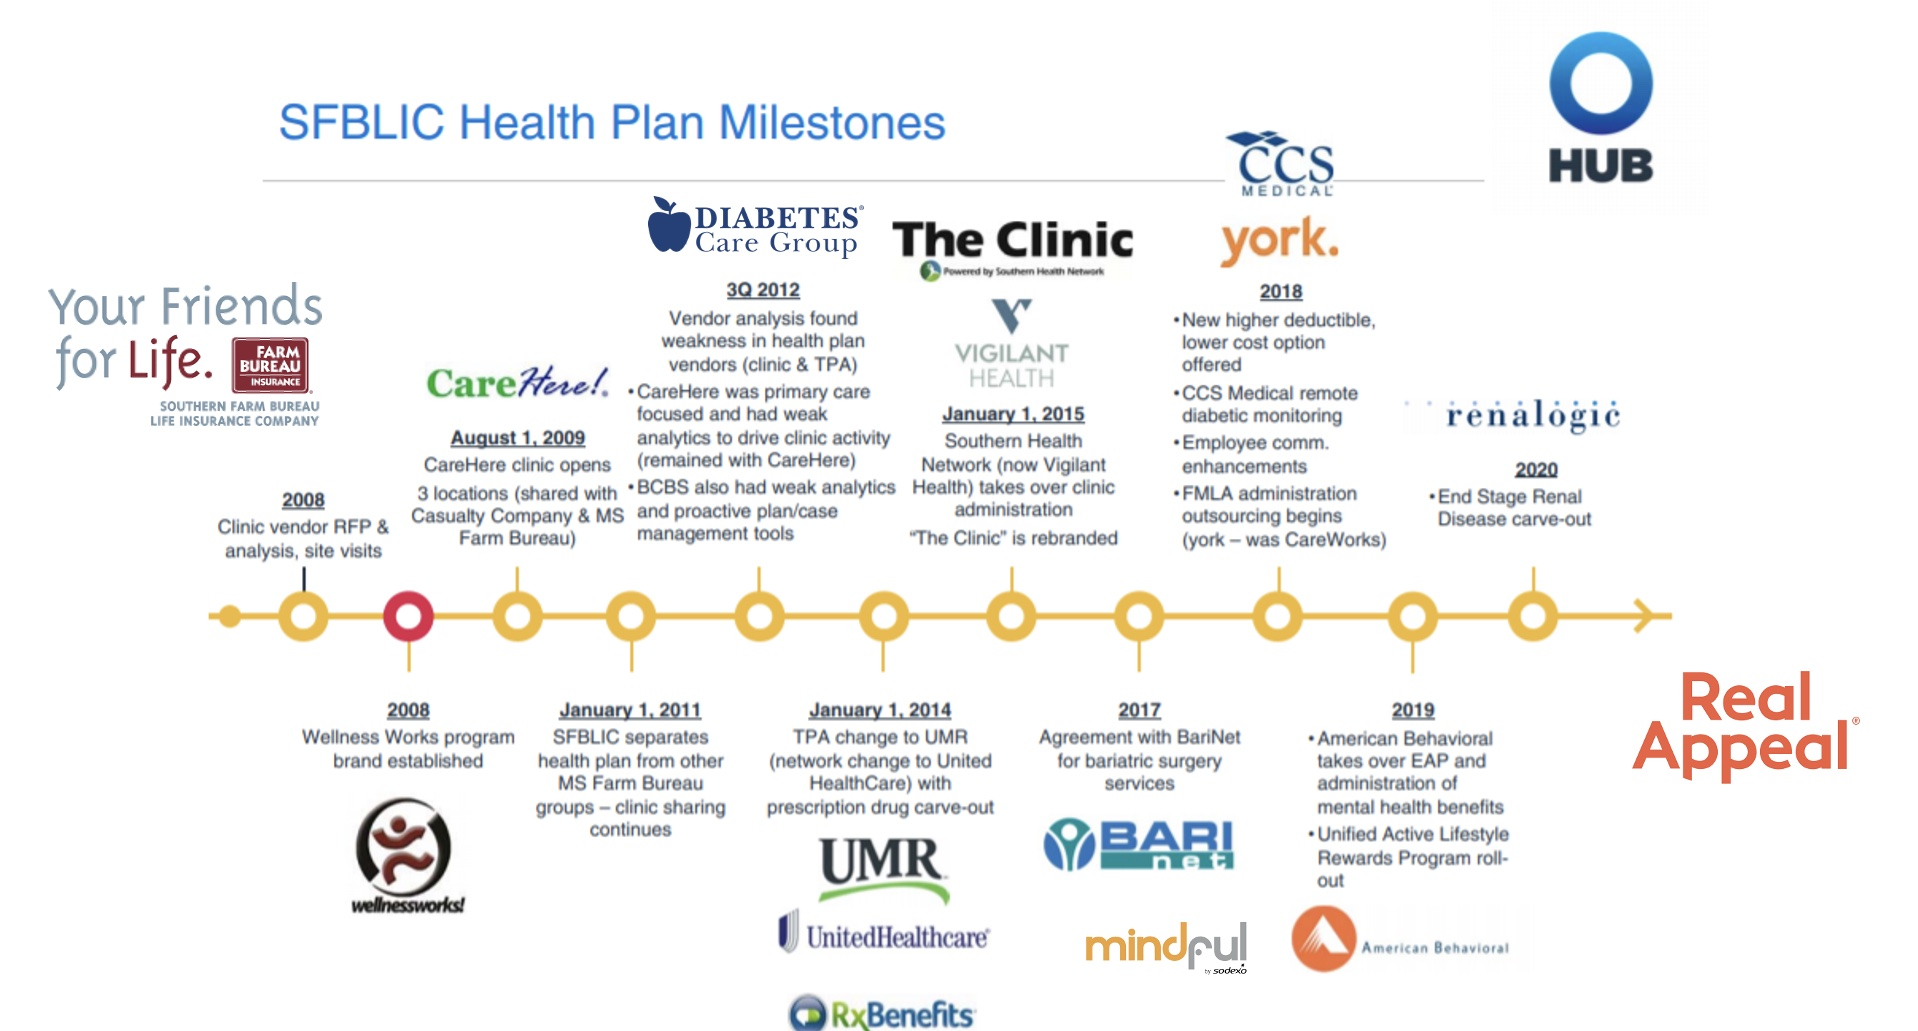 SFBLIC Health Plan Milestones
HUB
CCS
MEDICAL
york.
DIABETES®
Care Group
The Clinic
Powered by Southern Health Network
VIGILANT
HEALTH
Your Friends
for Life.
FARM
BUREAU
INSURANCE
SOUTHERN FARM BUREAU
LIFE INSURANCE COMPANY
2008
Clinic vendor RFP &
analysis, site visits
CareHere!®
August 1, 2009
CareHere clinic opens
3 locations (shared with
Casualty Company & MS
Farm Bureau)
3Q 2012
Vendor analysis found
weakness in health plan
vendors (clinic & TPA)
•CareHere was primary care
focused and had weak
analytics to drive clinic activity
(remained with CareHere)
•BCBS also had weak analytics
and proactive plan/case
management tools
January 1, 2015
Southern Health
Network (now Vigilant
Health) takes over clinic
administration
“The Clinic” is rebranded
2018
•New higher deductible,
lower cost option
offered
•CCS Medical remote
diabetic monitoring
•Employee comm.
enhancements
•FMLA administration
outsourcing begins
(york – was CareWorks)
renalogic
2020
•End Stage Renal
Disease carve-out
2008
Wellness Works program
brand established
wellnessworks!
January 1, 2011
SFBLIC separates
health plan from other
MS Farm Bureau
groups – clinic sharing
continues
January 1, 2014
TPA change to UMR
(network change to United
HealthCare) with
prescription drug carve-out
UMR
UnitedHealthcare®
RxBenefits
2017
Agreement with BariNet
for bariatric surgery
services
BARI
net
mindful
by sodexo
2019
•American Behavioral
takes over EAP and
administration of
mental health benefits
•Unified Active Lifestyle
Rewards Program roll-
out
American Behavioral
Real
Appeal®